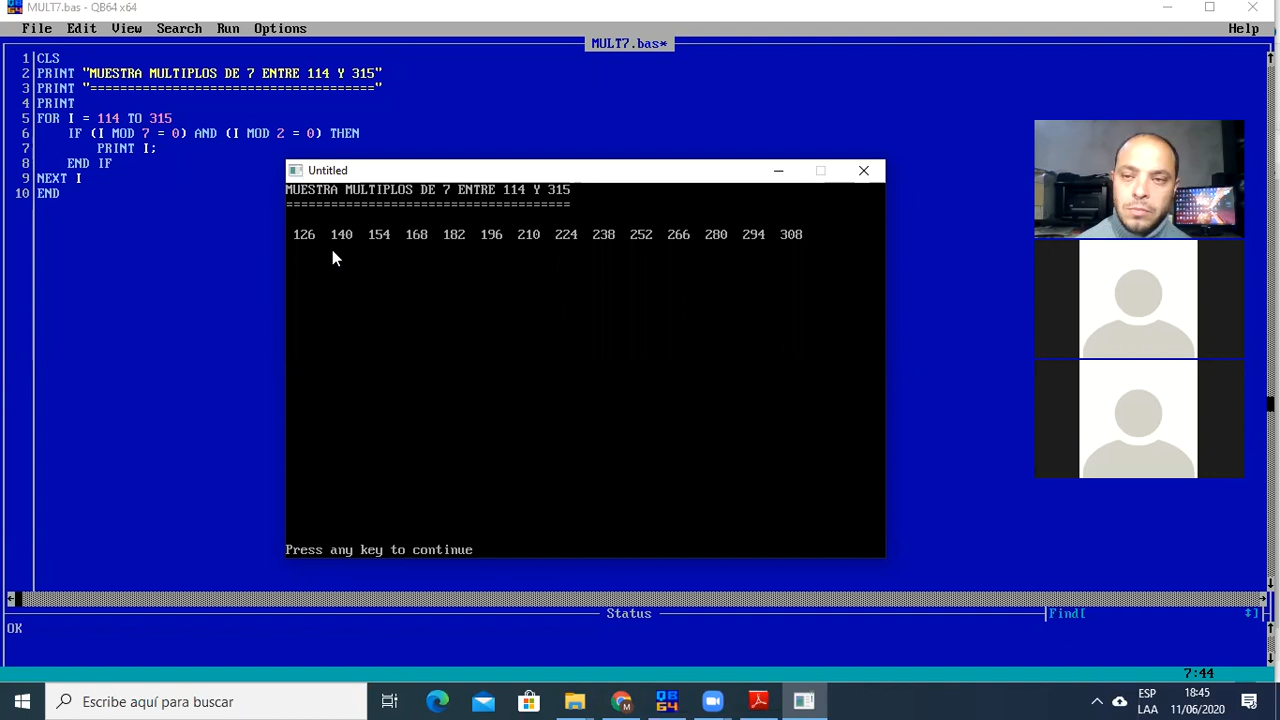 MULT7.bas - QB64 x64
File Edit View Search Run Options Help
MULT7.bas*
1 CLS
2 PRINT "MUESTRA MULTIPLOS DE 7 ENTRE 114 Y 315"
3 PRINT "======================================"
4 PRINT
5 FOR I = 114 TO 315
6 IF (I MOD 7 = 0) AND (I MOD 2 = 0) THEN
7 PRINT I;
8 END IF
9 NEXT I
10 END
Untitled
MUESTRA MULTIPLOS DE 7 ENTRE 114 Y 315
======================================
126 140 154 168 182 196 210 224 238 252 266 280 294 308
Press any key to continue
Status
Find[ ]
OK
7:44
Escribe aquí para buscar
QB
64
M
ESP
LAA
18:45
11/06/2020